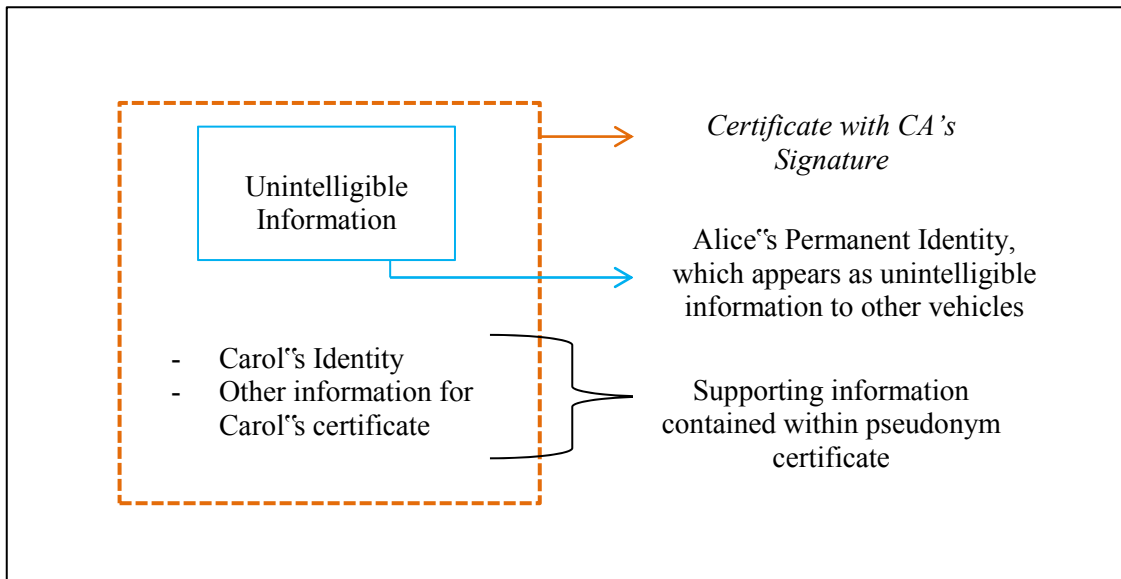 Unintelligible
Information
Certificate with CA’s
Signature
Alice‟s Permanent Identity,
which appears as unintelligible
information to other vehicles
- Carol‟s Identity
- Other information for
Carol‟s certificate
Supporting information
contained within pseudonym
certificate